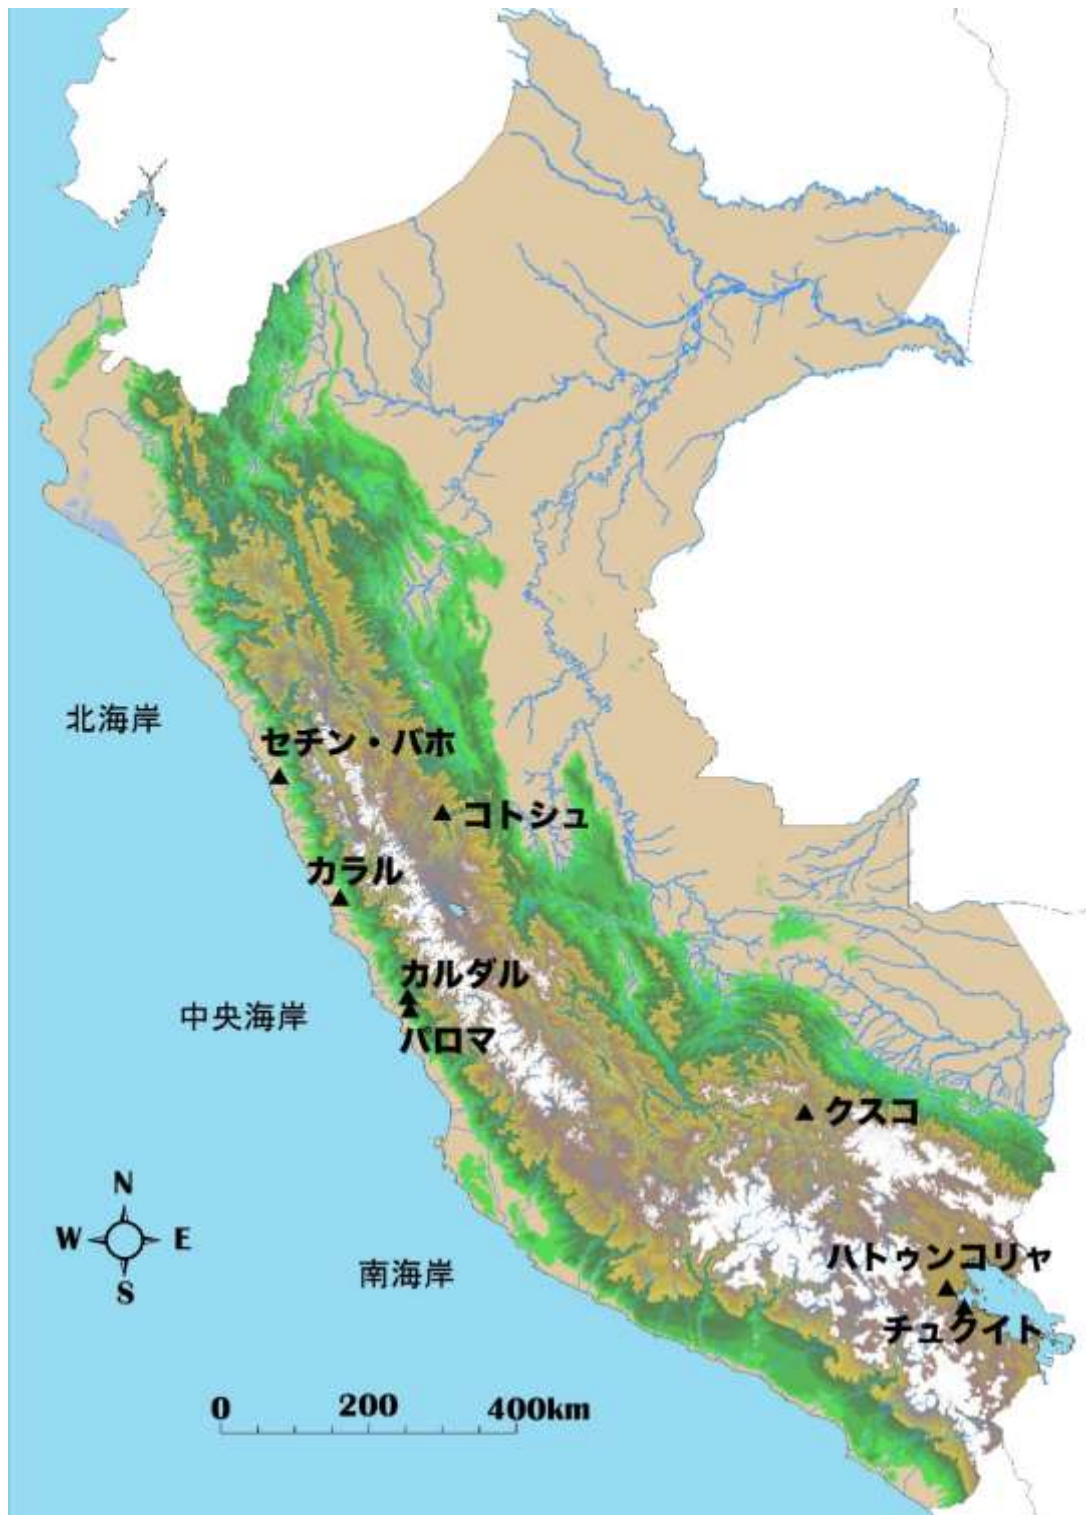 北海岸
セチン・バホ
コトシュ
カラル
カルダル
中央海岸
パロマ
クスコ
N
W E
S
ハトゥンコリャ
南海岸
チュクイト
0 200 400km